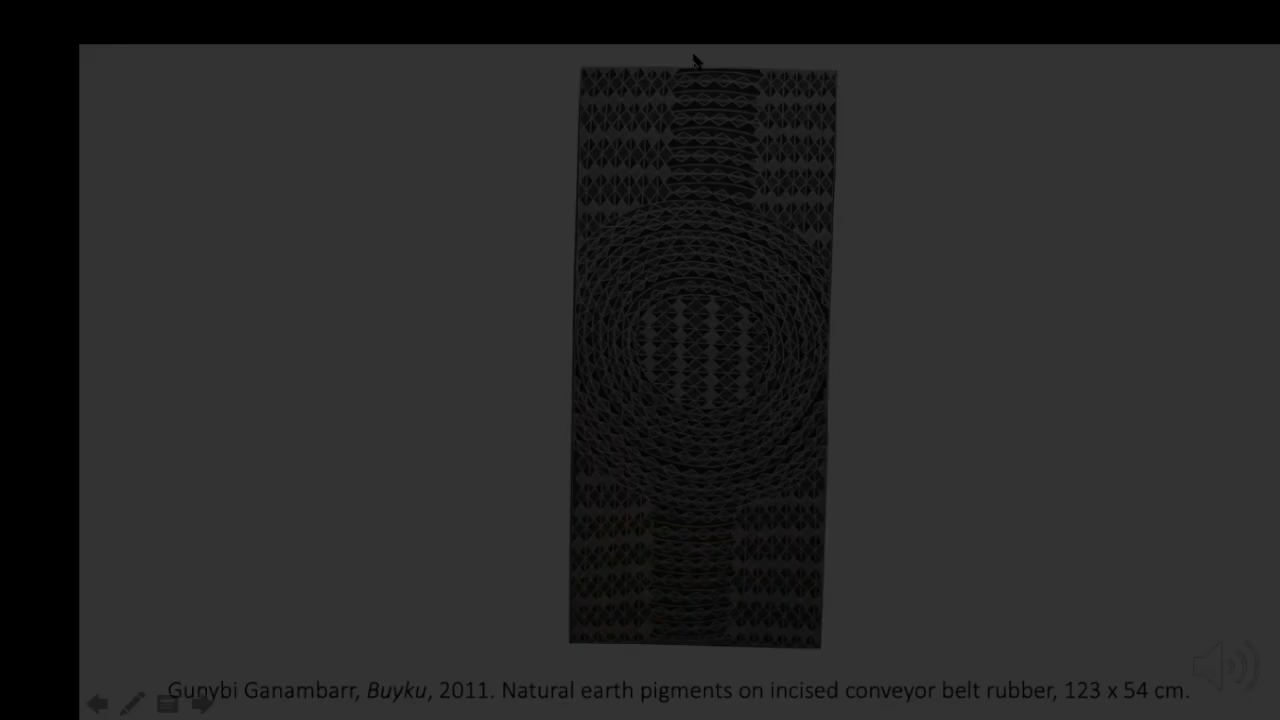 Gunybi Ganambarr, Buyku, 2011. Natural earth pigments on incised conveyor belt rubber, 123 x 54 cm.